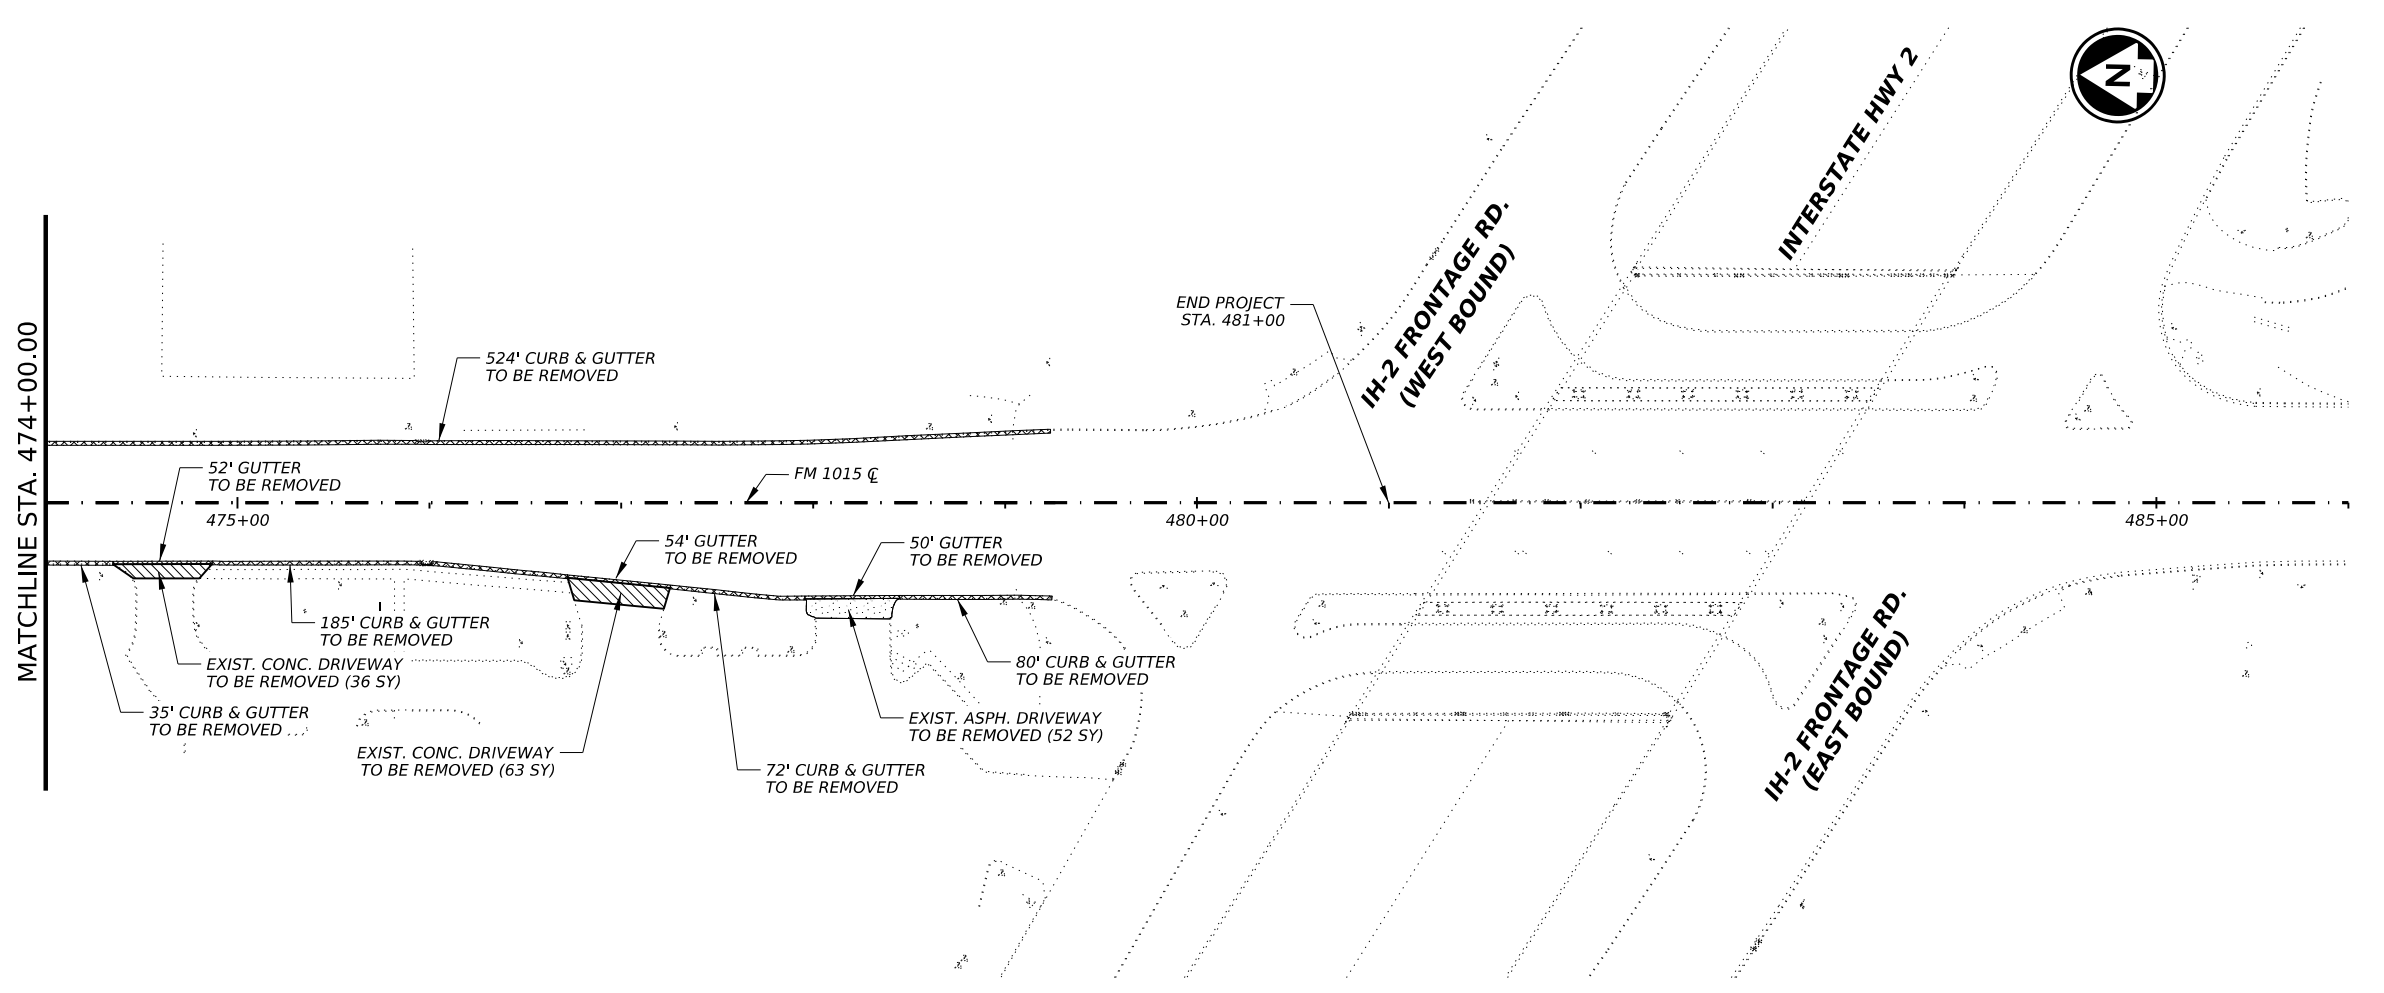 N
INTERSTATE HWY 2
IH-2 FRONTAGE RD.
(WEST BOUND)
END PROJECT
STA. 481+00
MATCHLINE STA. 474+00.00
524' CURB & GUTTER
TO BE REMOVED
52' GUTTER
TO BE REMOVED
FM 1015 ℄
475+00
480+00
485+00
54' GUTTER
TO BE REMOVED
50' GUTTER
TO BE REMOVED
185' CURB & GUTTER
TO BE REMOVED
EXIST. CONC. DRIVEWAY
TO BE REMOVED (36 SY)
80' CURB & GUTTER
TO BE REMOVED
35' CURB & GUTTER
TO BE REMOVED
EXIST. ASPH. DRIVEWAY
TO BE REMOVED (52 SY)
EXIST. CONC. DRIVEWAY
TO BE REMOVED (63 SY)
72' CURB & GUTTER
TO BE REMOVED
IH-2 FRONTAGE RD.
(EAST BOUND)